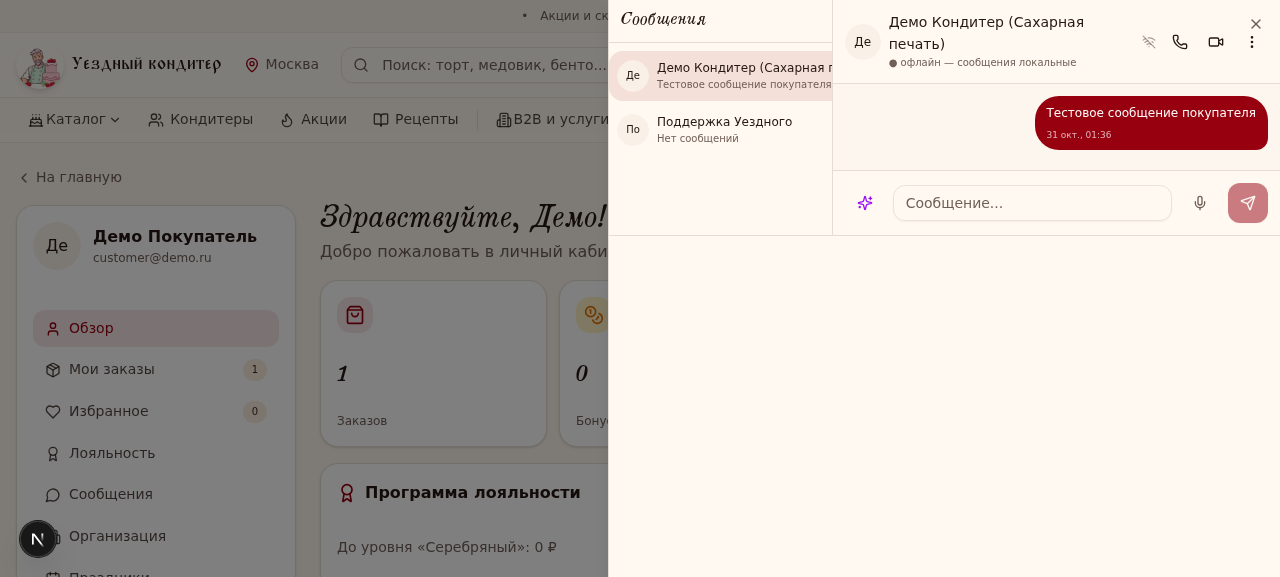 • Акции и ск
Уездный кондитер
Москва
Поиск: торт, медовик, бенто...
Каталог
Кондитеры
Акции
Рецепты
B2B и услуги
На главную
Де
Демо Покупатель
customer@demo.ru
Обзор
Мои заказы
1
Избранное
0
Лояльность
Сообщения
Организация
Праздники
N
Здравствуйте, Демо!
Добро пожаловать в личный каби
1
Заказов
0
Бону
Программа лояльности
До уровня «Серебряный»: 0 ₽
Сообщения
Де
Демо Кондитер (Сахарная п
Тестовое сообщение покупателя
По
Поддержка Уездного
Нет сообщений
Де
Демо Кондитер (Сахарная
печать)
● офлайн — сообщения локальные
Тестовое сообщение покупателя
31 окт., 01:36
Сообщение...